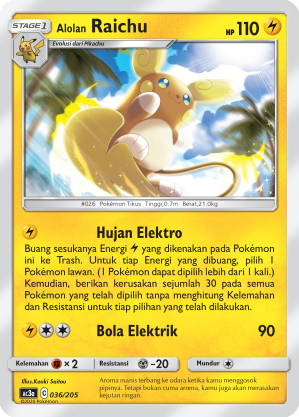 STAGE 1
Alolan Raichu
HP 110
Evolusi dari Pikachu
#026 Pokémon Tikus Tinggi,0.7m Berat,21.0kg
Hujan Elektro
Buang sesukanya Energi yang dikenakan pada Pokémon
ini ke Trash. Untuk tiap Energi yang dibuang, pilih 1
Pokémon lawan. (1 Pokémon dapat dipilih lebih dari 1 kali.)
Kemudian, berikan kerusakan sejumlah 30 pada semua
Pokémon yang telah dipilih tanpa menghitung Kelemahan
dan Resistansi untuk tiap pilihan yang telah dilakukan.
Bola Elektrik 90
Kelemahan ×2 Resistansi -20 Mundur
Illus.Kouki Saitou
AC3a G 036/205
©2020 Pokémon
Aroma manis terkadang ke udara ketika menggosok pipinya.
Tetapi bukan cuma aroma, kamu juga akan
merasakan kejutan listrik.